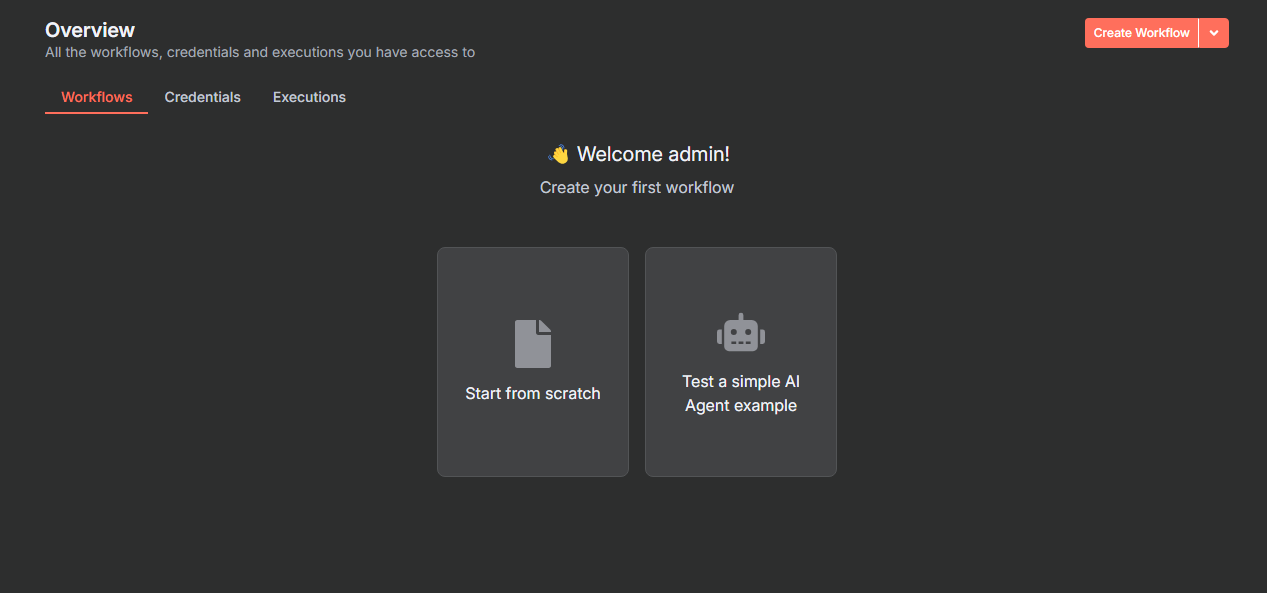 Overview
Create Workflow
All the workflows, credentials and executions you have access to
Workflows Credentials Executions
👋 Welcome admin!
Create your first workflow
Start from scratch
Test a simple AI
Agent example